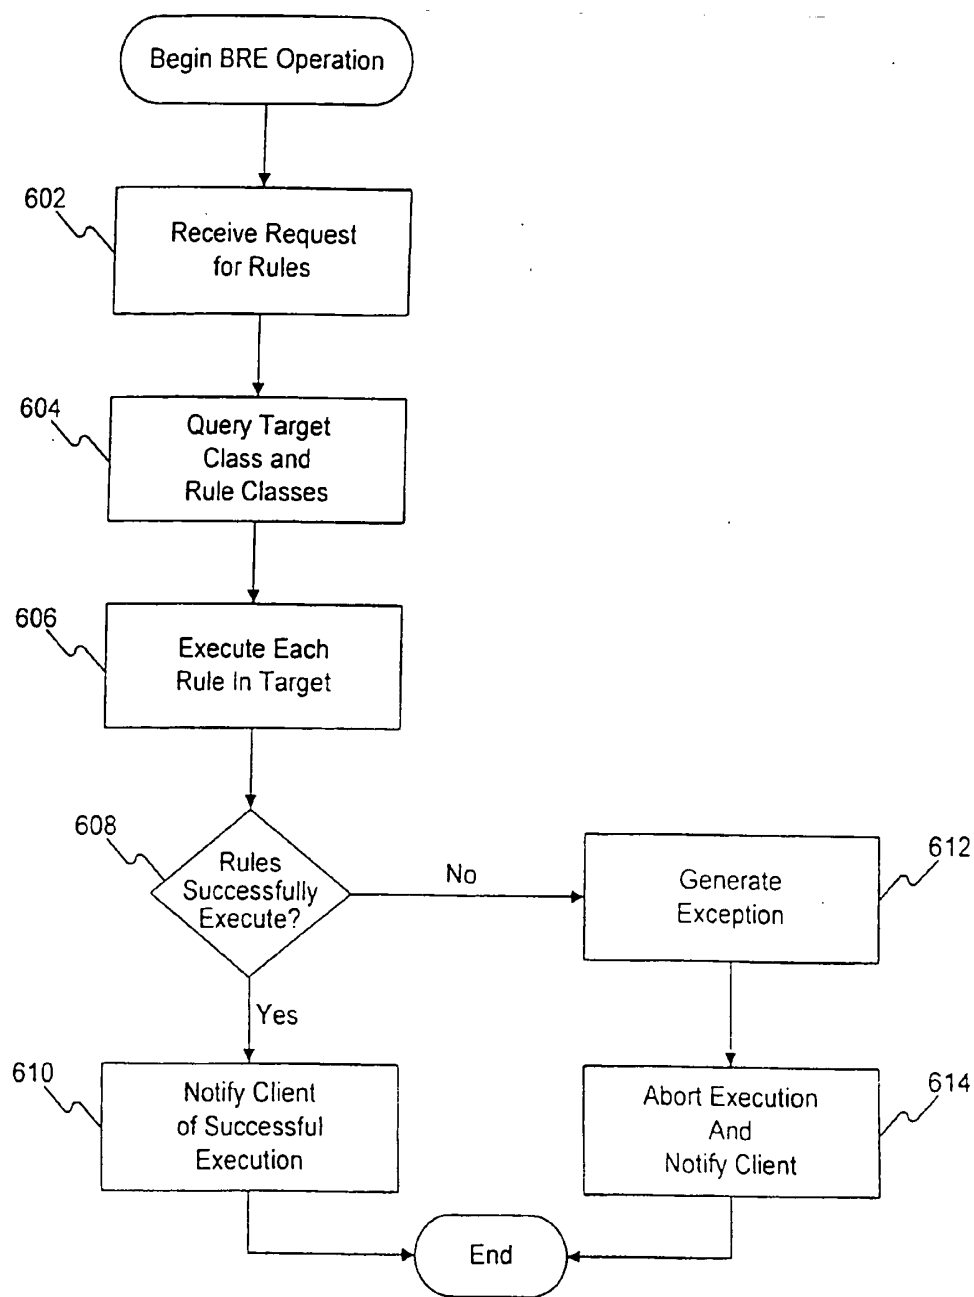 Begin BRE Operation
602
Receive Request
for Rules
604
Query Target
Class and
Rule Classes
606
Execute Each
Rule In Target
608
Rules
Successfully
Execute?
No
612
Generate
Exception
Yes
610
Notify Client
of Successful
Execution
614
Abort Execution
And
Notify Client
End